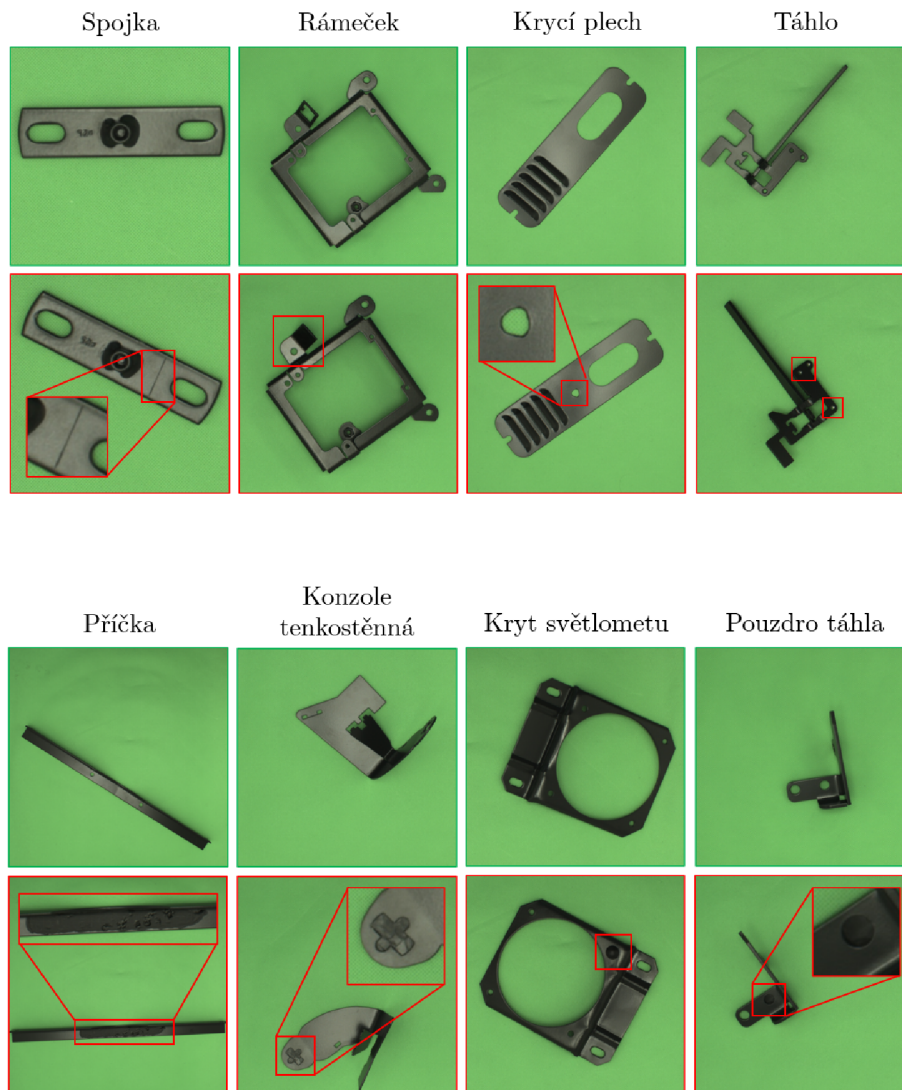 Spojka
Rámeček
Krycí plech
Táhlo
Příčka
Konzole
tenkostěnná
Kryt světlometu
Pouzdro táhla